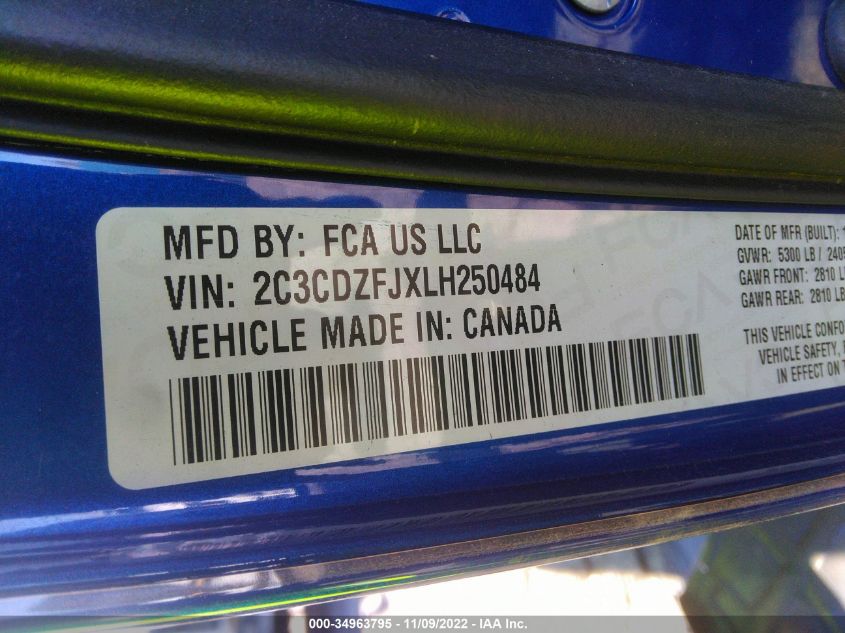 MFD BY: FCA US LLC
VIN: 2C3CDZFJXLH250484
VEHICLE MADE IN: CANADA
DATE OF MFR (BUILT): 1
GVWR: 5300 LB / 240
GAWR FRONT: 2810 L
GAWR REAR: 2810 LB
THIS VEHICLE CONFO
VEHICLE SAFETY,
IN EFFECT ON T
000-34963795 - 11/09/2022 - IAA Inc.